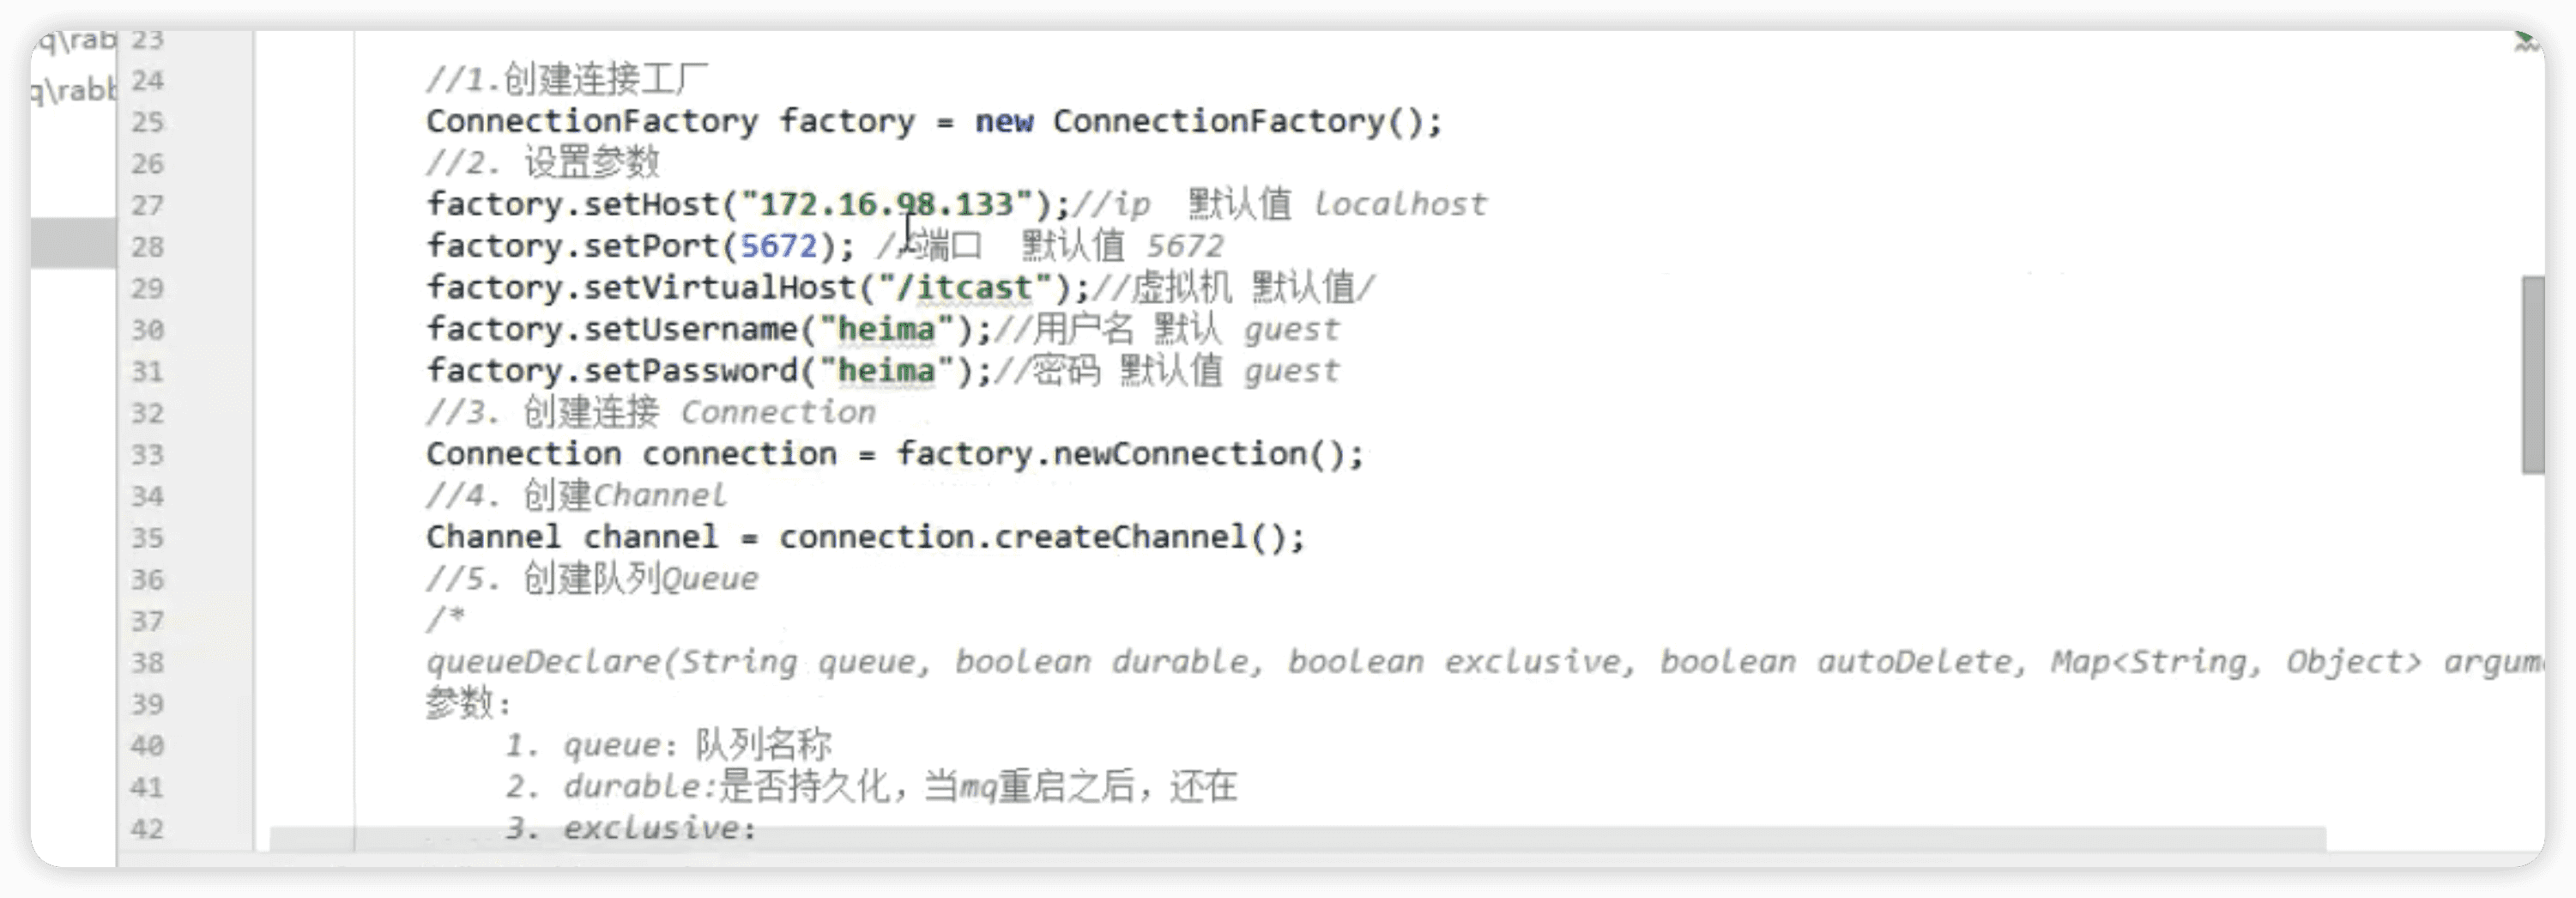 q\rab
q\rabb
23
24 //1.创建连接工厂
25 ConnectionFactory factory = new ConnectionFactory();
26 //2. 设置参数
27 factory.setHost("172.16.98.133");//ip 默认值 localhost
28 factory.setPort(5672); //端口 默认值 5672
29 factory.setVirtualHost("/itcast");//虚拟机 默认值/
30 factory.setUsername("heima");//用户名 默认 guest
31 factory.setPassword("heima");//密码 默认值 guest
32 //3. 创建连接 Connection
33 Connection connection = factory.newConnection();
34 //4. 创建Channel
35 Channel channel = connection.createChannel();
36 //5. 创建队列Queue
37 /*
38 queueDeclare(String queue, boolean durable, boolean exclusive, boolean autoDelete, Map<String, Object> argum
39 参数：
40 1. queue：队列名称
41 2. durable:是否持久化，当mq重启之后，还在
42 3. exclusive: